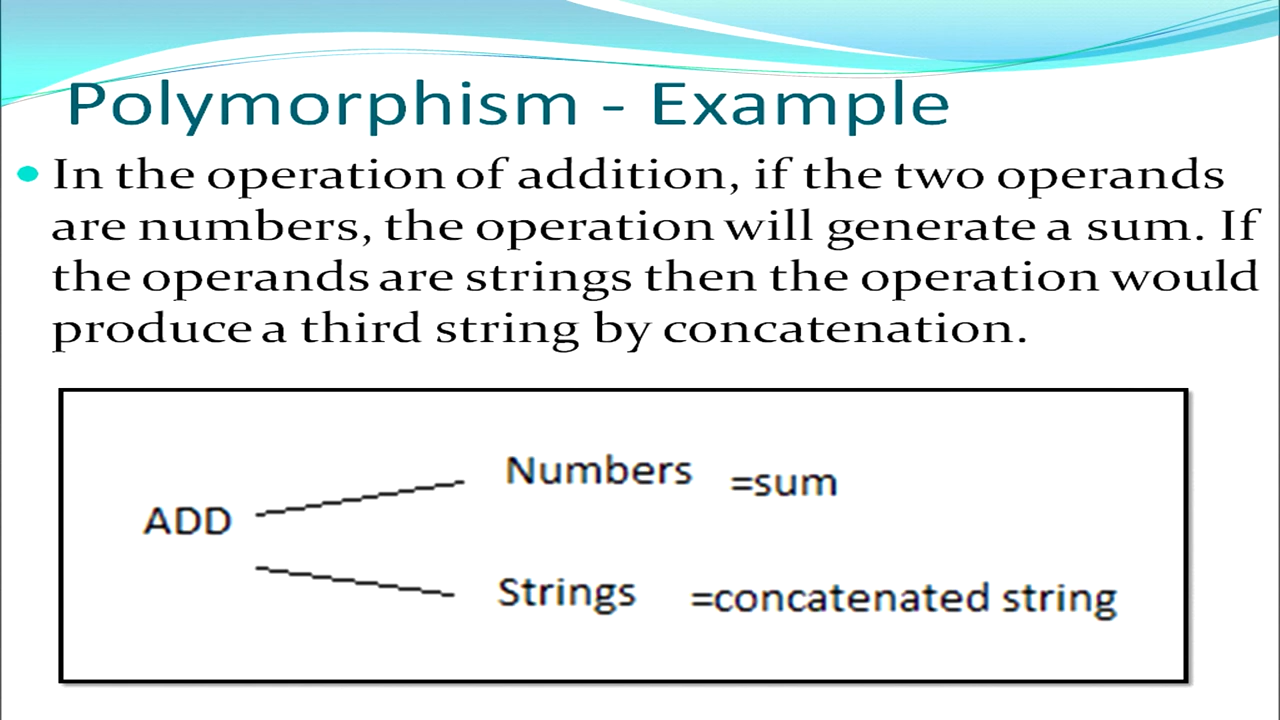 Polymorphism - Example
In the operation of addition, if the two operands
are numbers, the operation will generate a sum. If
the operands are strings then the operation would
produce a third string by concatenation.
Numbers =sum
ADD
Strings =concatenated string